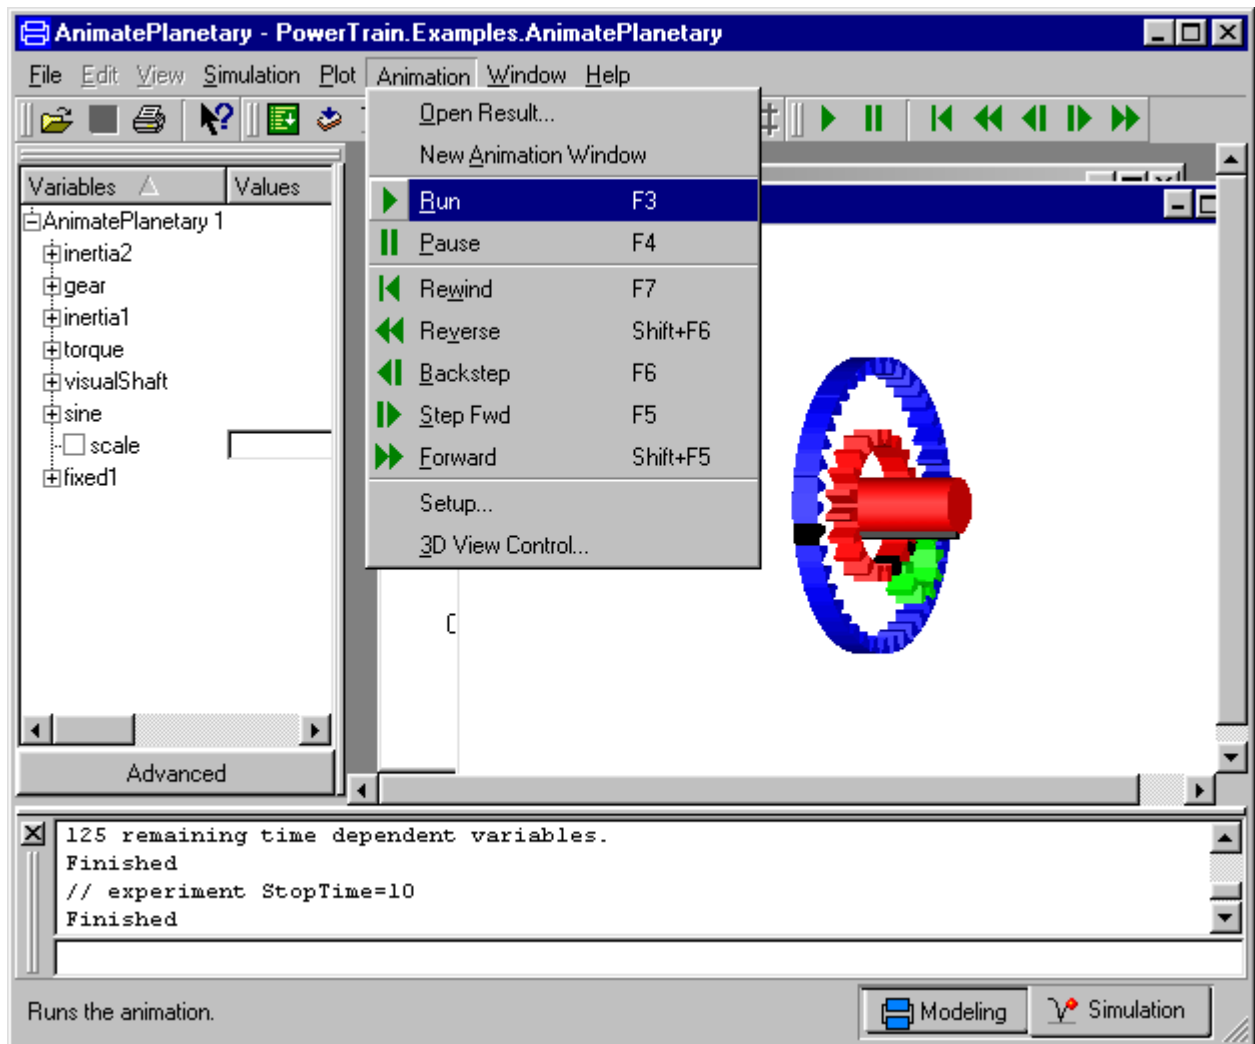 AnimatePlanetary - PowerTrain.Examples.AnimatePlanetary
File Edit View Simulation Plot Animation Window Help
Open Result...
New Animation Window
Run F3
Pause F4
Rewind F7
Reverse Shift+F6
Backstep F6
Step Fwd F5
Forward Shift+F5
Setup...
3D View Control...
Variables Values
AnimatePlanetary 1
inertia2
gear
inertia1
torque
visualShaft
sine
scale
fixed1
Advanced
125 remaining time dependent variables.
Finished
// experiment StopTime=10
Finished
Runs the animation.
Modeling Simulation